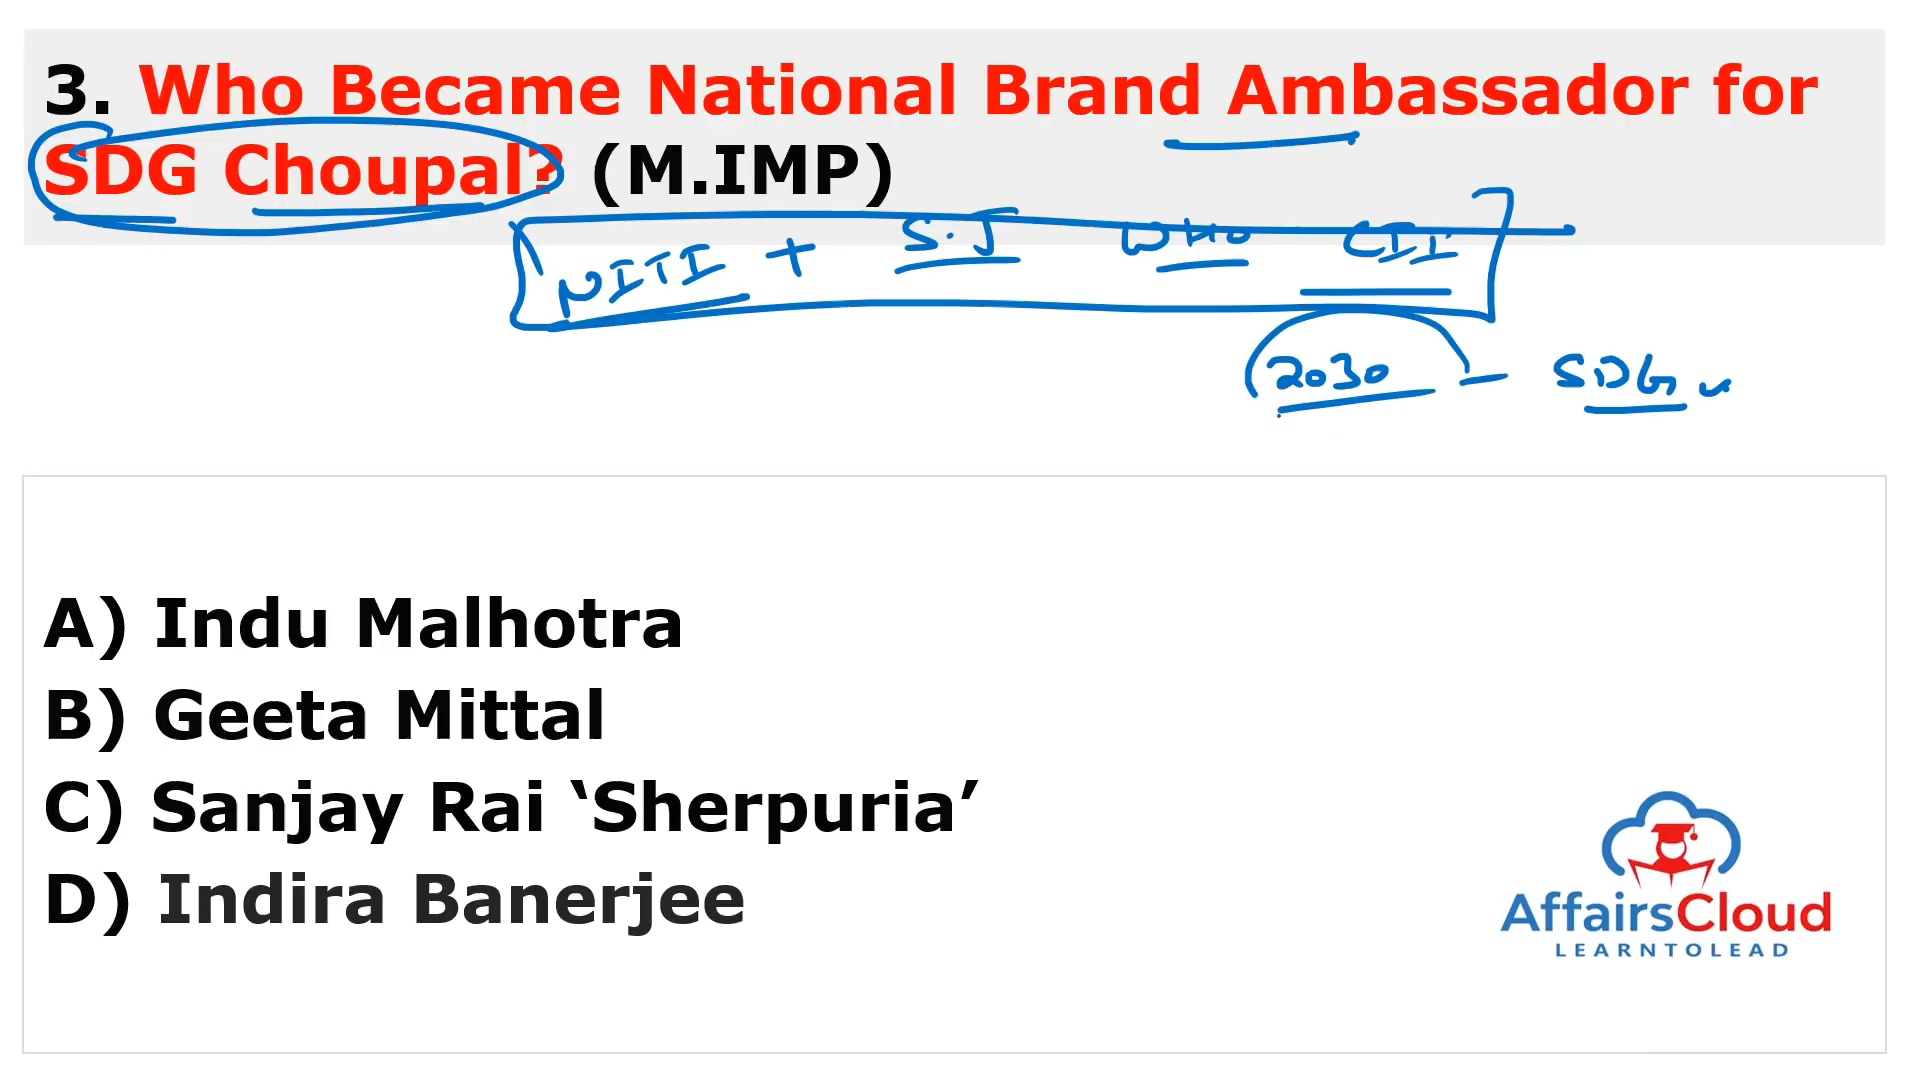 3. Who Became National Brand Ambassador for
SDG Choupal? (M.IMP)
NITI + S.J WHO CII
2030 – SDG
A) Indu Malhotra
B) Geeta Mittal
C) Sanjay Rai ‘Sherpuria’
D) Indira Banerjee
AffairsCloud
LEARNTOLEAD